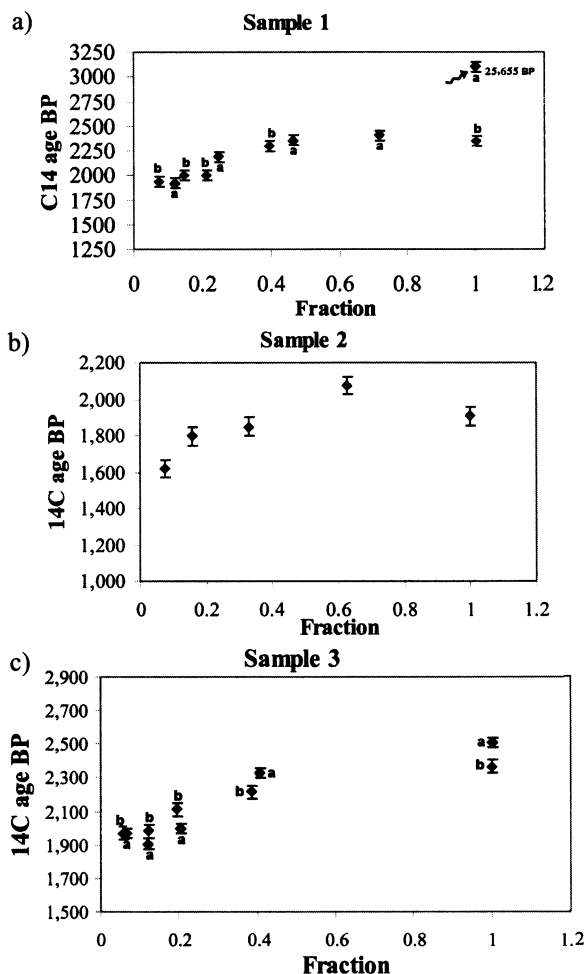 a)
Sample 1
C14 age BP
3250
3000
2750
2500
2250
2000
1750
1500
1250
b
a
b
b
a
b
a
a
b
a
25,655 BP
0
0.2
0.4
0.6
0.8
1
1.2
Fraction
b)
Sample 2
14C age BP
2,200
2,000
1,800
1,600
1,400
1,200
1,000
0
0.2
0.4
0.6
0.8
1
1.2
Fraction
c)
Sample 3
14C age BP
2,900
2,700
2,500
2,300
2,100
1,900
1,700
1,500
b
a
b
a
b
a
b
a
a
b
0
0.2
0.4
0.6
0.8
1
1.2
Fraction